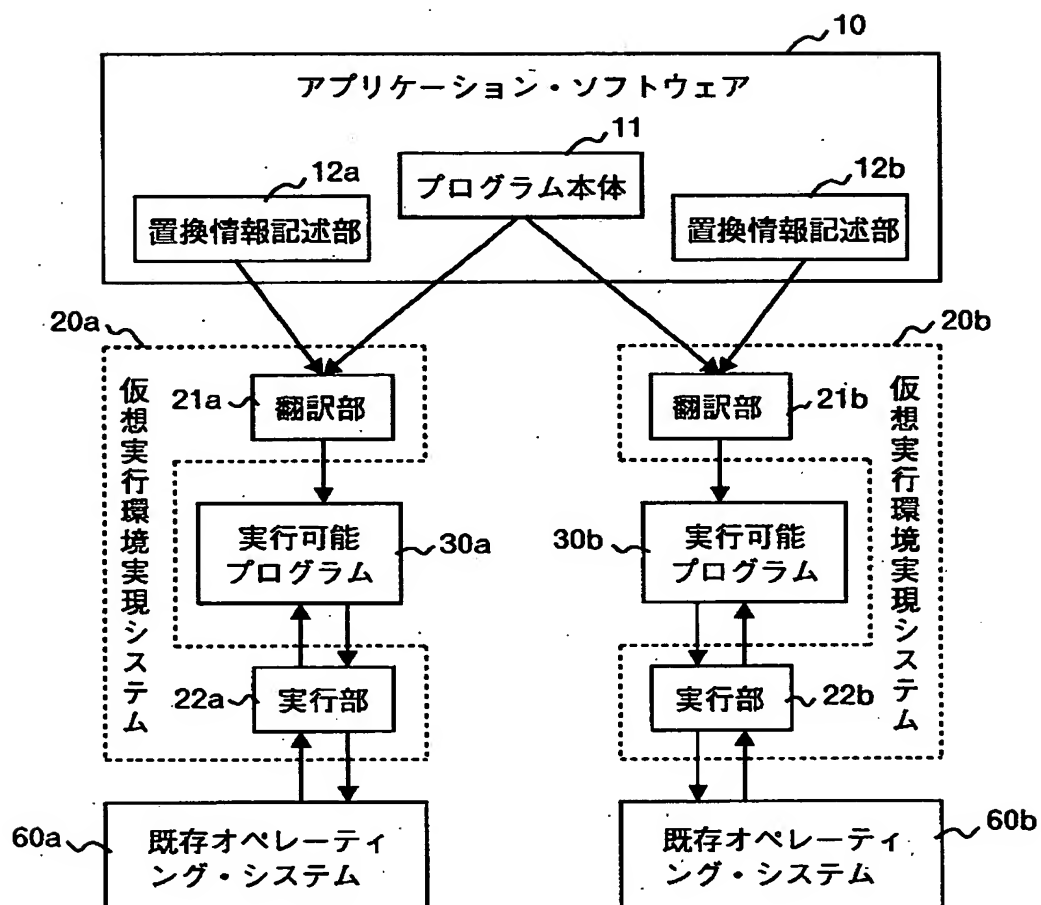 10
アプリケーション・ソフトウェア
11
プログラム本体
12a
置換情報記述部
12b
置換情報記述部
20a
仮想実行環境実現システム
21a
翻訳部
30a
実行可能
プログラム
22a
実行部
60a
既存オペレーティ
ング・システム
20b
仮想実行環境実現システム
21b
翻訳部
30b
実行可能
プログラム
22b
実行部
60b
既存オペレーティ
ング・システム